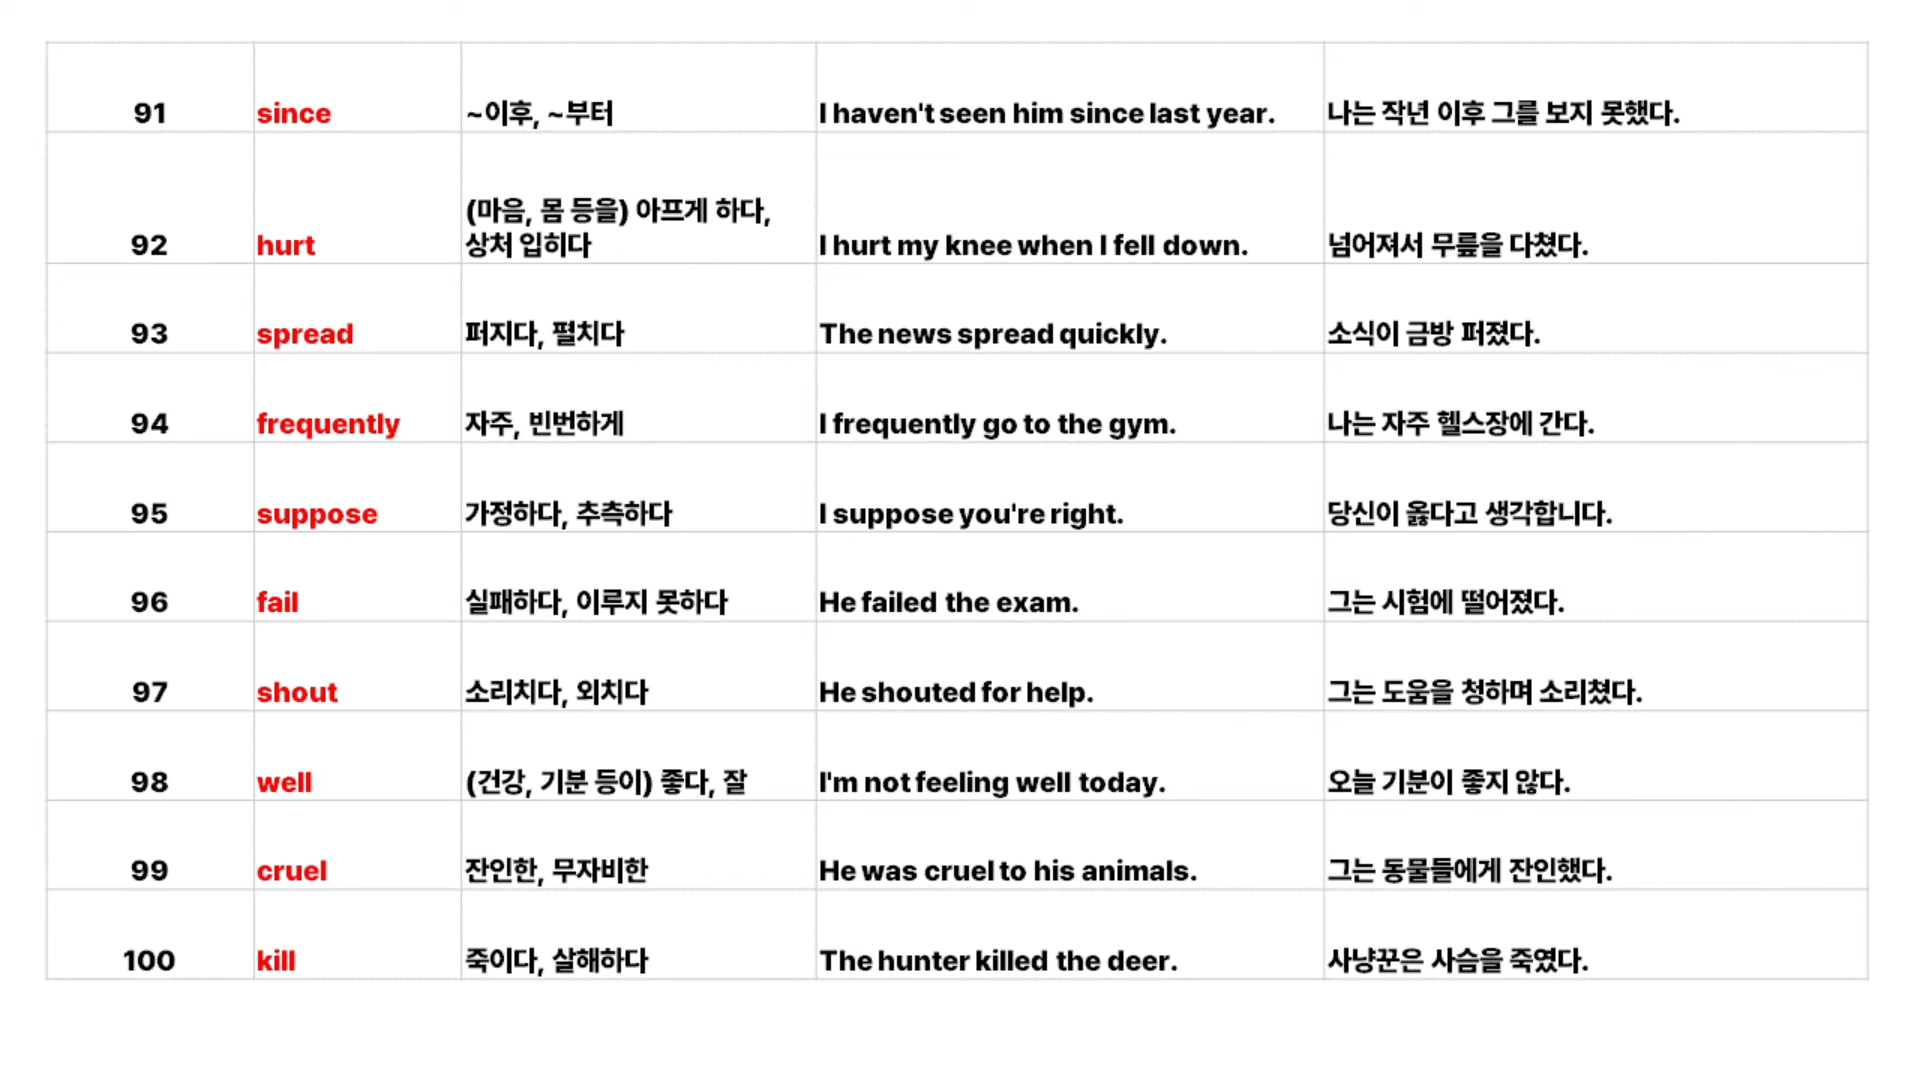 91 since ~이후, ~부터 I haven't seen him since last year. 나는 작년 이후 그를 보지 못했다.
(마음, 몸 등을) 아프게 하다,
92 hurt 상처 입히다 I hurt my knee when I fell down. 넘어져서 무릎을 다쳤다.
93 spread 퍼지다, 펼치다 The news spread quickly. 소식이 금방 퍼졌다.
94 frequently 자주, 빈번하게 I frequently go to the gym. 나는 자주 헬스장에 간다.
95 suppose 가정하다, 추측하다 I suppose you're right. 당신이 옳다고 생각합니다.
96 fail 실패하다, 이루지 못하다 He failed the exam. 그는 시험에 떨어졌다.
97 shout 소리치다, 외치다 He shouted for help. 그는 도움을 청하며 소리쳤다.
98 well (건강, 기분 등이) 좋다, 잘 I'm not feeling well today. 오늘 기분이 좋지 않다.
99 cruel 잔인한, 무자비한 He was cruel to his animals. 그는 동물들에게 잔인했다.
100 kill 죽이다, 살해하다 The hunter killed the deer. 사냥꾼은 사슴을 죽였다.